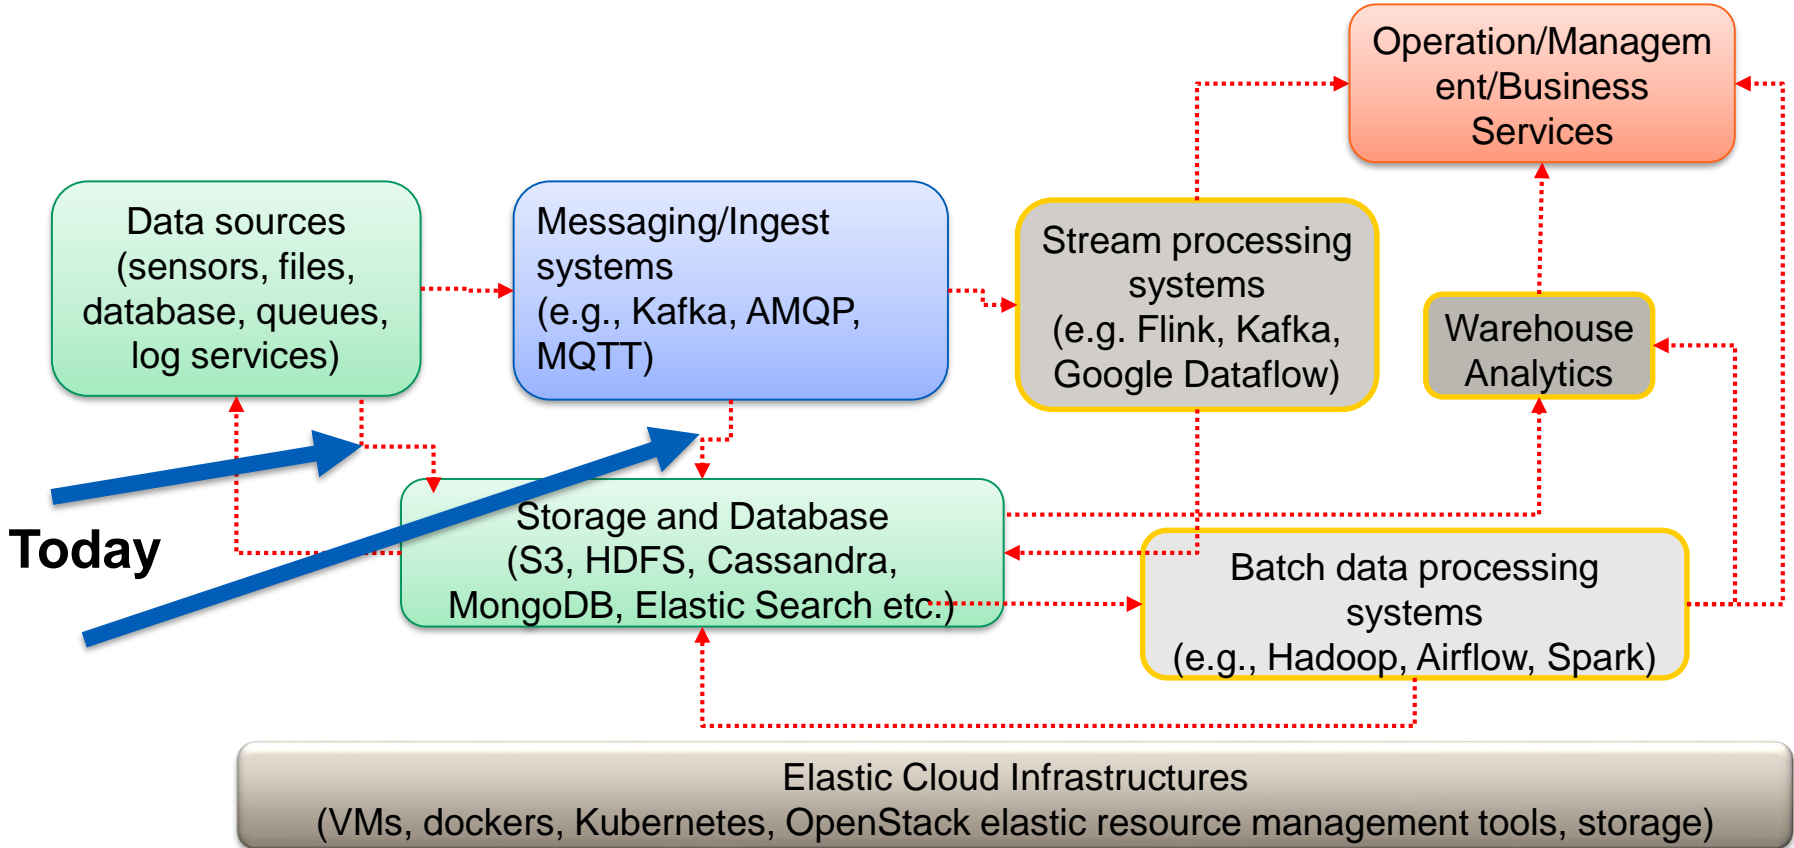 Operation/Managem
ent/Business
Services
Data sources
(sensors, files,
database, queues,
log services)
Messaging/Ingest
systems
(e.g., Kafka, AMQP,
MQTT)
Stream processing
systems
(e.g. Flink, Kafka,
Google Dataflow)
Warehouse
Analytics
Today
Storage and Database
(S3, HDFS, Cassandra,
MongoDB, Elastic Search etc.)
Batch data processing
systems
(e.g., Hadoop, Airflow, Spark)
Elastic Cloud Infrastructures
(VMs, dockers, Kubernetes, OpenStack elastic resource management tools, storage)